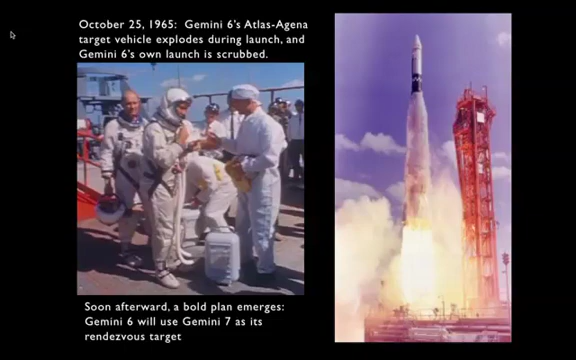 October 25, 1965: Gemini 6's Atlas-Agena
target vehicle explodes during launch, and
Gemini 6's own launch is scrubbed.
Soon afterward, a bold plan emerges:
Gemini 6 will use Gemini 7 as its
rendezvous target